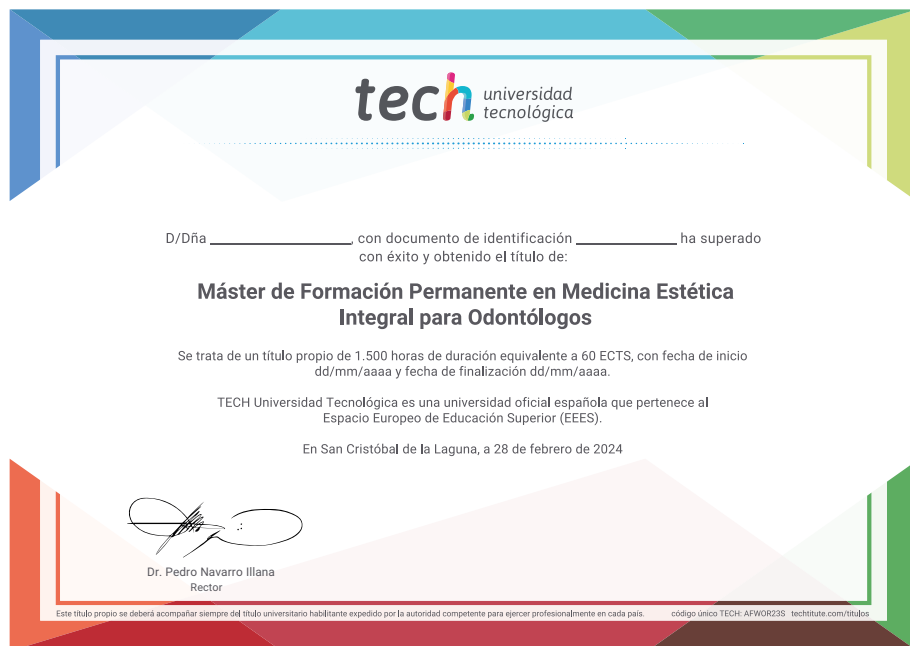 tech universidad
tecnológica
D/Dña ________________, con documento de identificación ____________ ha superado
con éxito y obtenido el título de:
Máster de Formación Permanente en Medicina Estética
Integral para Odontólogos
Se trata de un título propio de 1.500 horas de duración equivalente a 60 ECTS, con fecha de inicio
dd/mm/aaaa y fecha de finalización dd/mm/aaaa.
TECH Universidad Tecnológica es una universidad oficial española que pertenece al
Espacio Europeo de Educación Superior (EEES).
En San Cristóbal de la Laguna, a 28 de febrero de 2024
Dr. Pedro Navarro Illana
Rector
Este título propio se deberá acompañar siempre del título universitario habilitante expedido por la autoridad competente para ejercer profesionalmente en cada país. código único TECH: AFWOR23S techtitute.com/titulos